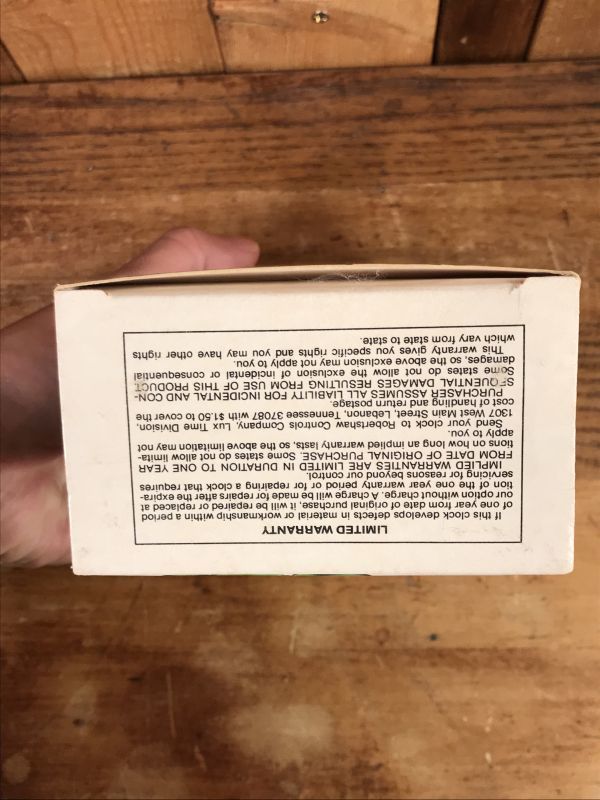 LIMITED WARRANTY
If this clock develops defects in material or workmanship within a period
of one year from date of original purchase, it will be repaired or replaced at
our option without charge. A charge will be made for repairs after the expira-
tion of the one year warranty period or for repairing a clock that requires
servicing for reasons beyond our control.
IMPLIED WARRANTIES ARE LIMITED IN DURATION TO ONE YEAR
FROM DATE OF ORIGINAL PURCHASE. Some states do not allow limita-
tions on how long an implied warranty lasts, so the above limitation may not
apply to you.
Send your clock to Robertshaw Controls Company, Lux Time Division,
1307 West Main Street, Lebanon, Tennessee 37087 with $1.50 to cover the
cost of handling and return postage.
PURCHASER ASSUMES ALL LIABILITY FOR INCIDENTAL AND CON-
SEQUENTIAL DAMAGES RESULTING FROM USE OF THIS PRODUCT.
Some states do not allow the exclusion of incidental or consequential
damages, so the above exclusion may not apply to you.
This warranty gives you specific rights and you may have other rights
which vary from state to state.